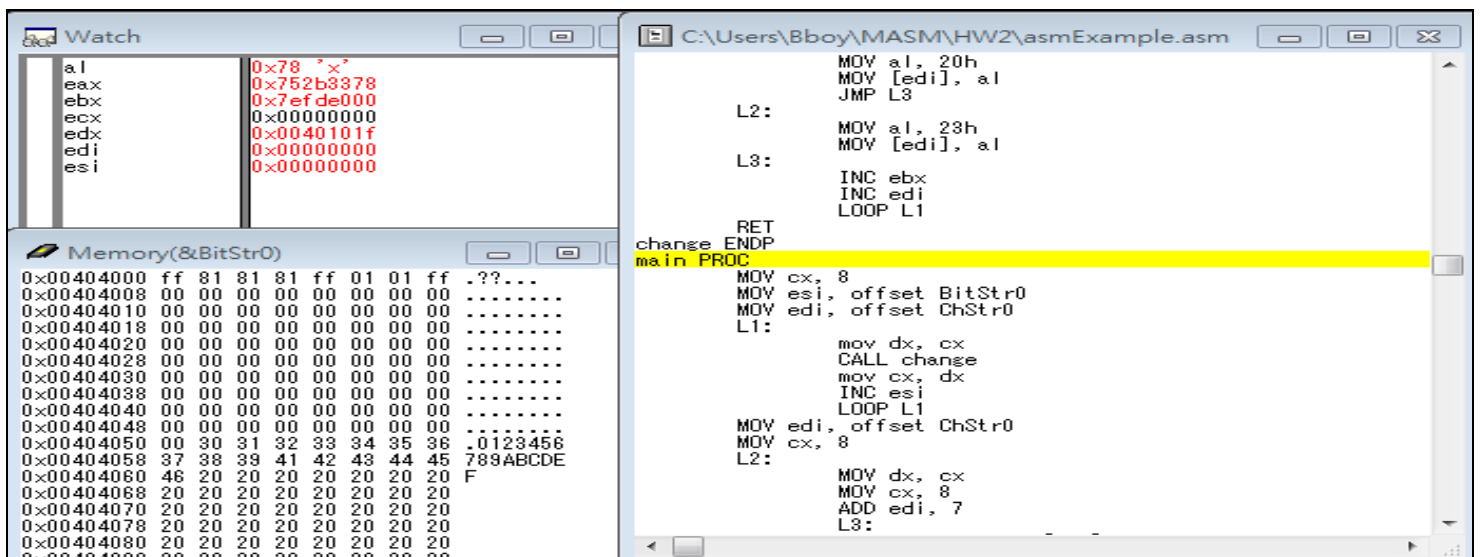 Watch
al 0x78 'x'
eax 0x752b3378
ebx 0x7efde000
ecx 0x00000000
edx 0x0040101f
edi 0x00000000
esi 0x00000000
Memory(&BitStr0)
0x00404000 ff 81 81 81 ff 01 01 ff .??...
0x00404008 00 00 00 00 00 00 00 00 ........
0x00404010 00 00 00 00 00 00 00 00 ........
0x00404018 00 00 00 00 00 00 00 00 ........
0x00404020 00 00 00 00 00 00 00 00 ........
0x00404028 00 00 00 00 00 00 00 00 ........
0x00404030 00 00 00 00 00 00 00 00 ........
0x00404038 00 00 00 00 00 00 00 00 ........
0x00404040 00 00 00 00 00 00 00 00 ........
0x00404048 00 00 00 00 00 00 00 00 ........
0x00404050 00 30 31 32 33 34 35 36 .0123456
0x00404058 37 38 39 41 42 43 44 45 789ABCDE
0x00404060 46 20 20 20 20 20 20 20 F
0x00404068 20 20 20 20 20 20 20 20
0x00404070 20 20 20 20 20 20 20 20
0x00404078 20 20 20 20 20 20 20 20
0x00404080 20 20 20 20 20 20 20 20
C:\Users\Bboy\MASM\HW2\asmExample.asm
MOV al, 20h
MOV [edi], al
JMP L3
L2:
MOV al, 23h
MOV [edi], al
L3:
INC ebx
INC edi
LOOP L1
RET
change ENDP
main PROC
MOV cx, 8
MOV esi, offset BitStr0
MOV edi, offset ChStr0
L1:
mov dx, cx
CALL change
mov cx, dx
INC esi
LOOP L1
MOV edi, offset ChStr0
MOV cx, 8
L2:
MOV dx, cx
MOV cx, 8
ADD edi, 7
L3: